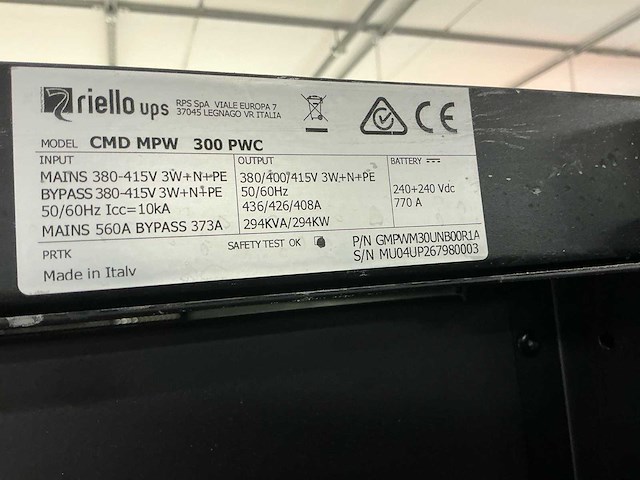 riello ups RPS SpA VIALE EUROPA 7
37045 LEGNAGO VR ITALIA
CE
MODEL CMD MPW 300 PWC
INPUT
MAINS 380-415V 3W+N+PE
BYPASS 380-415V 3W+N+PE
50/60Hz Icc=10kA
MAINS 560A BYPASS 373A
OUTPUT
380/400/415V 3W+N+PE
50/60Hz
436/426/408A
294KVA/294KW
BATTERY
240+240 Vdc
770 A
PRTK
SAFETY TEST OK
P/N GMPWM30UNB00R1A
S/N MU04UP267980003
Made in Italy